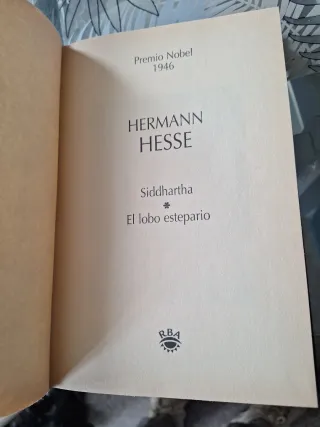 Premio Nobel
1946
HERMANN
HESSE
Siddhartha
*
El lobo estepario
RBA